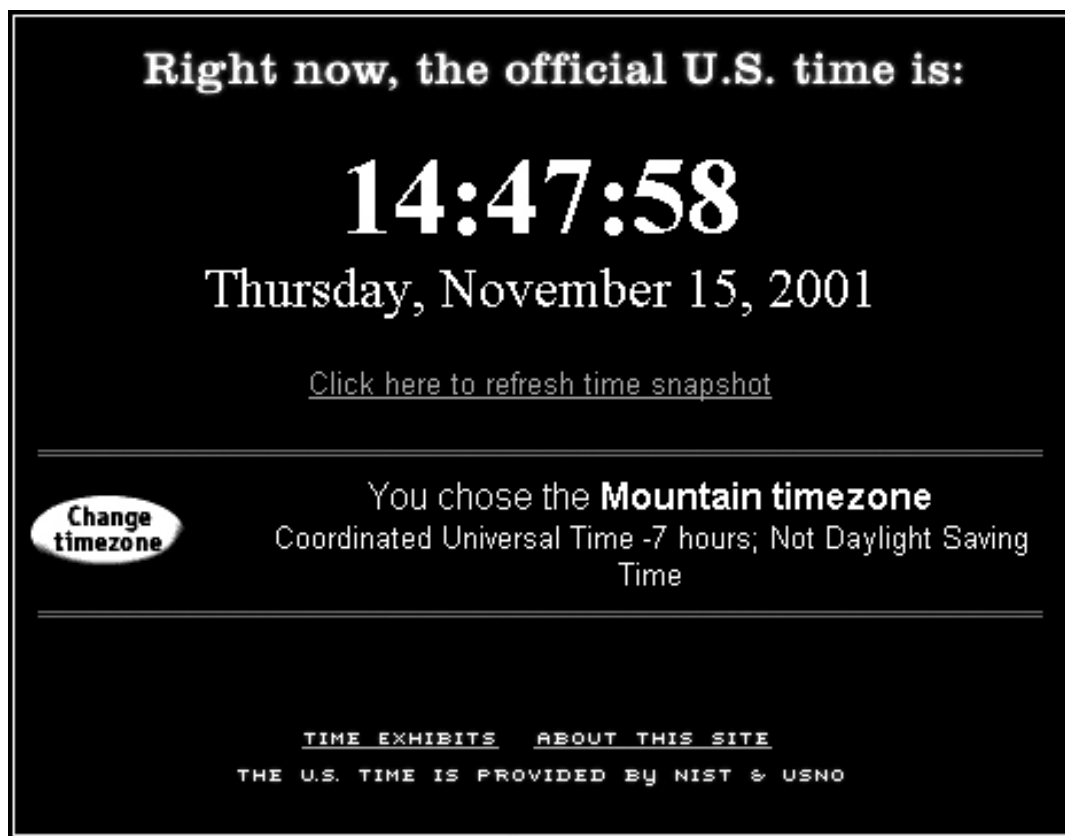 Right now, the official U.S. time is:
14:47:58
Thursday, November 15, 2001
Click here to refresh time snapshot
Change
timezone
You chose the Mountain timezone
Coordinated Universal Time -7 hours; Not Daylight Saving
Time
TIME EXHIBITS ABOUT THIS SITE
THE U.S. TIME IS PROVIDED By NIST & USNO